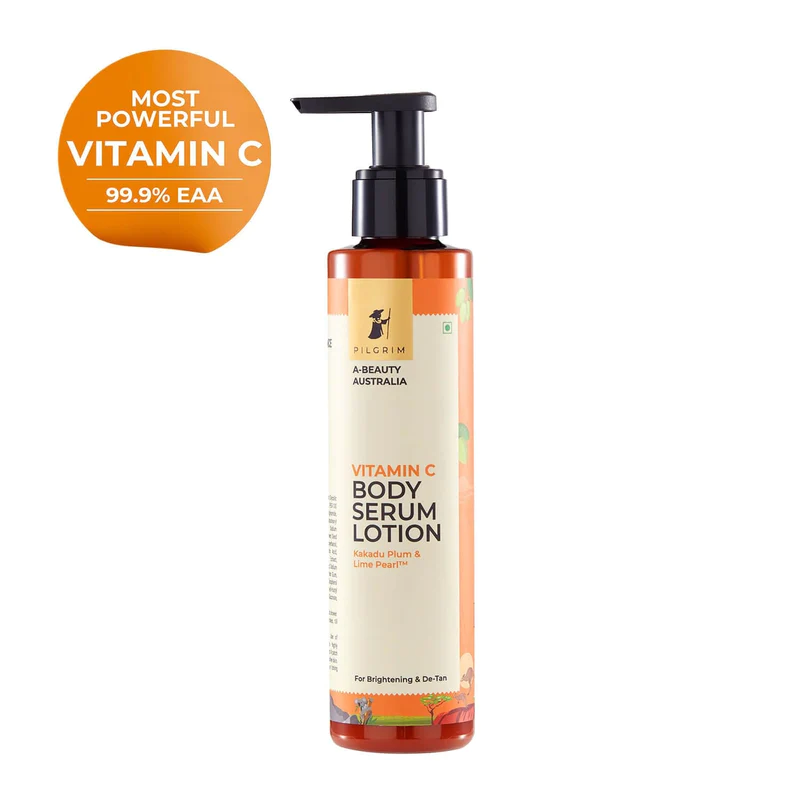 MOST
POWERFUL
VITAMIN C
99.9% EAA
PILGRIM
A-BEAUTY
AUSTRALIA
VITAMIN C
BODY
SERUM
LOTION
Kakadu Plum &
Lime Pearl™
For Brightening & De-Tan